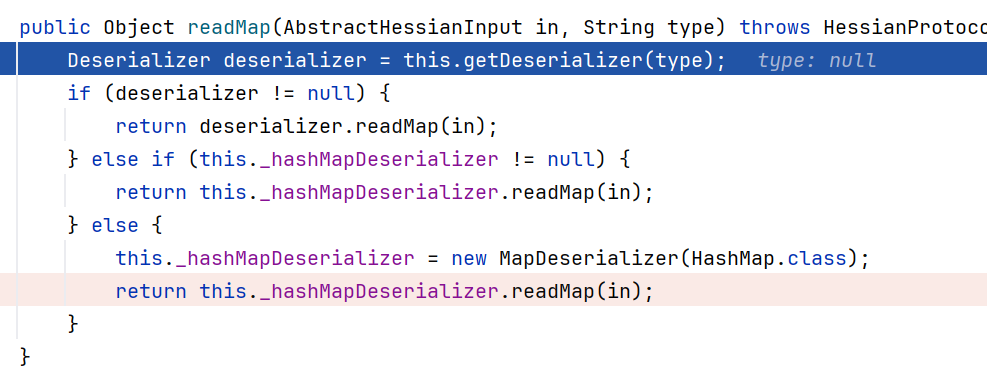 public Object readMap(AbstractHessianInput in, String type) throws HessianProtoco
Deserializer deserializer = this.getDeserializer(type); type: null
if (deserializer != null) {
return deserializer.readMap(in);
} else if (this._hashMapDeserializer != null) {
return this._hashMapDeserializer.readMap(in);
} else {
this._hashMapDeserializer = new MapDeserializer(HashMap.class);
return this._hashMapDeserializer.readMap(in);
}
}